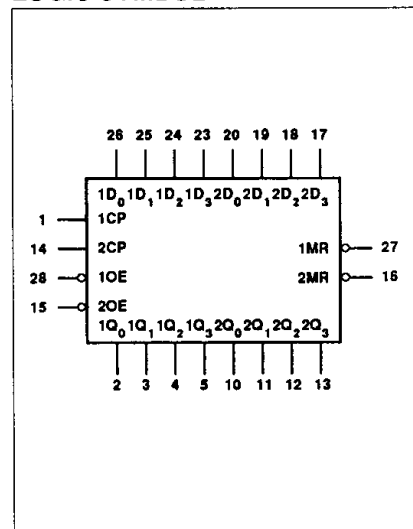 26 25 24 23 20 19 18 17
1D₀ 1D₁ 1D₂ 1D₃ 2D₀ 2D₁ 2D₂ 2D₃
1 1CP
14 2CP 1MR 27
28 1OE 2MR 16
15 2OE
1Q₀ 1Q₁ 1Q₂ 1Q₃ 2Q₀ 2Q₁ 2Q₂ 2Q₃
2 3 4 5 10 11 12 13